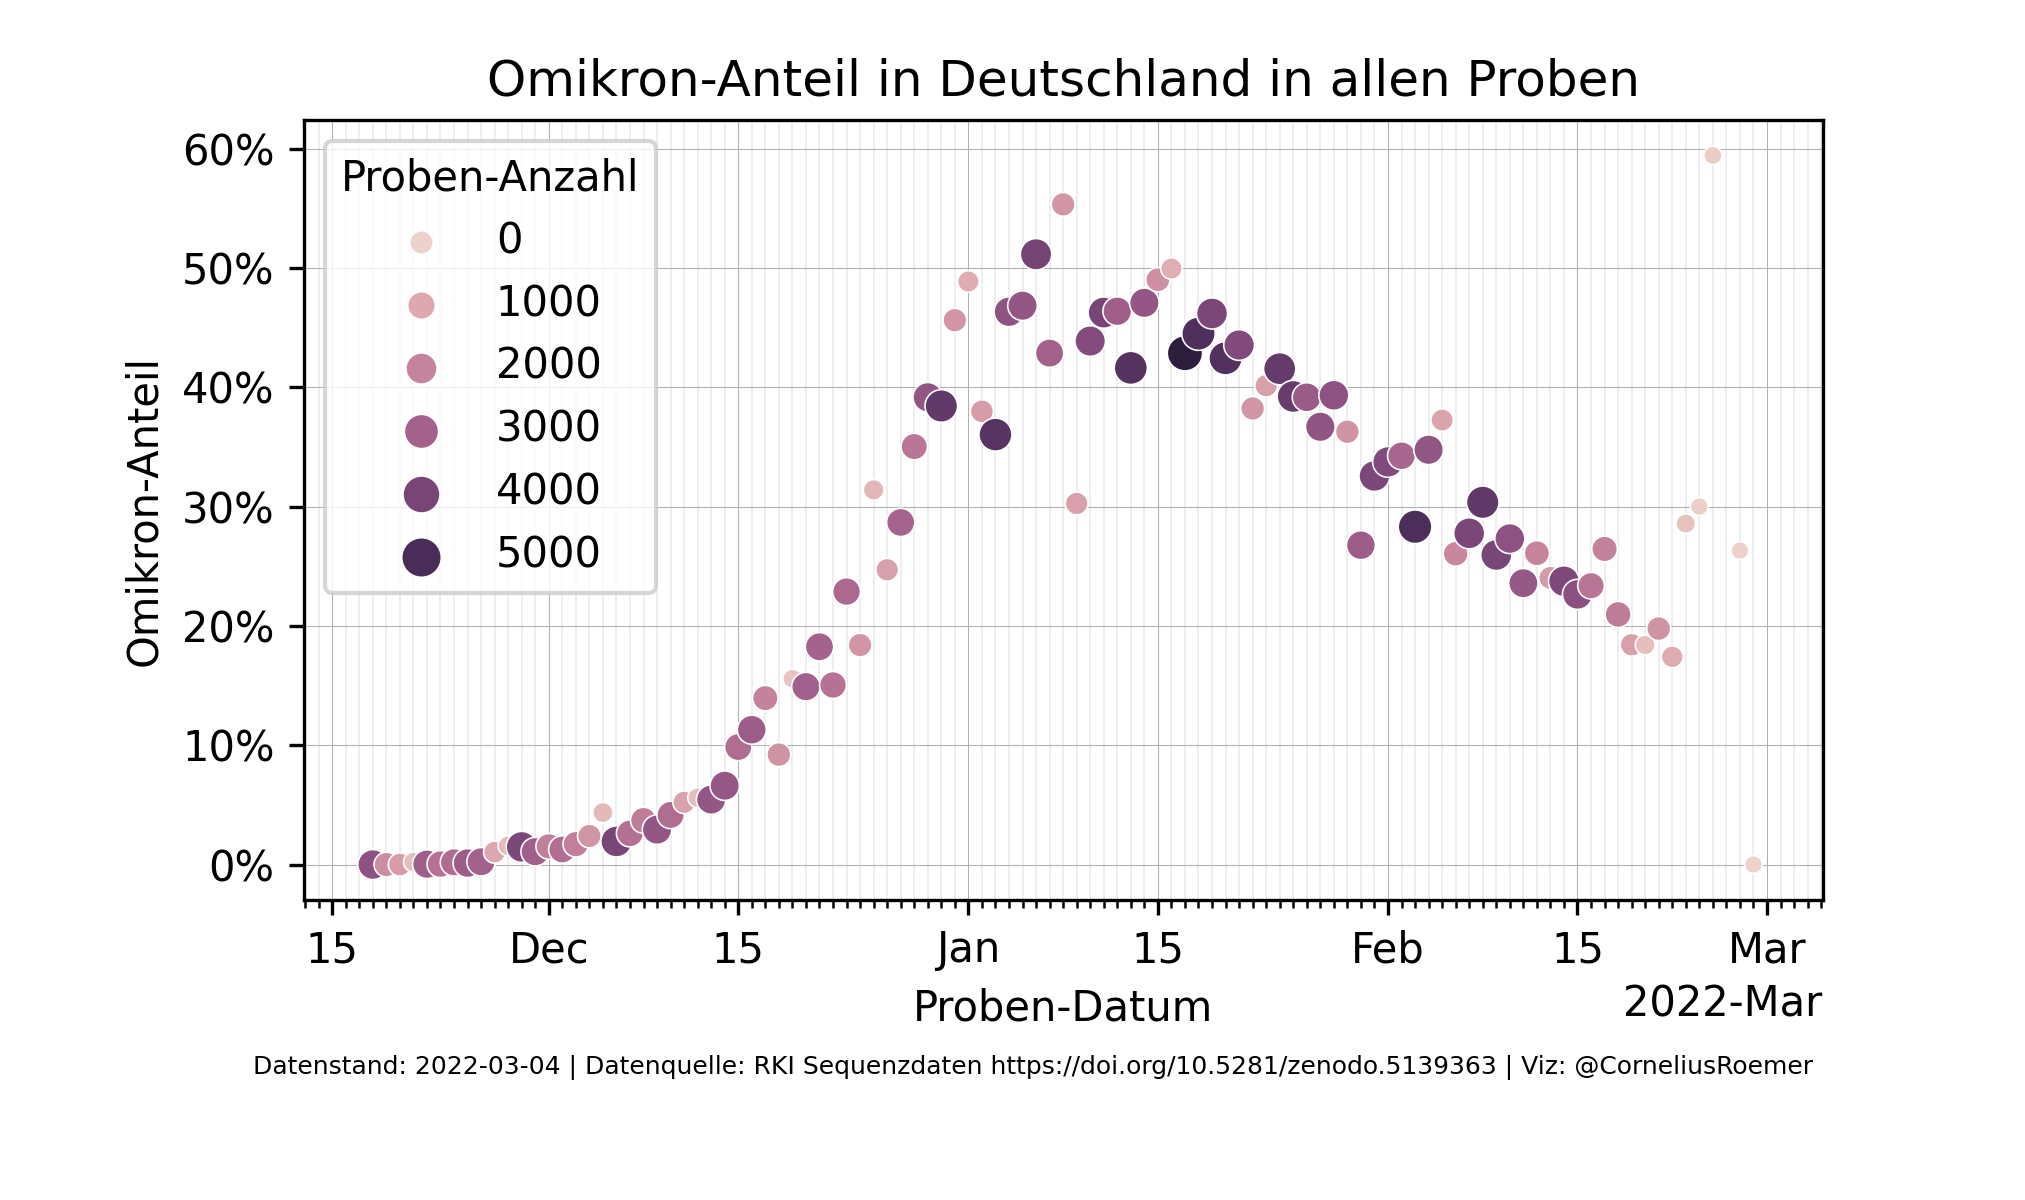 Omikron-Anteil in Deutschland in allen Proben
Omikron-Anteil
60%
50%
40%
30%
20%
10%
0%
Proben-Anzahl
0
1000
2000
3000
4000
5000
15 Dec 15 Jan 15 Feb 15 Mar
Proben-Datum
2022-Mar
Datenstand: 2022-03-04 | Datenquelle: RKI Sequenzdaten https://doi.org/10.5281/zenodo.5139363 | Viz: @CorneliusRoemer